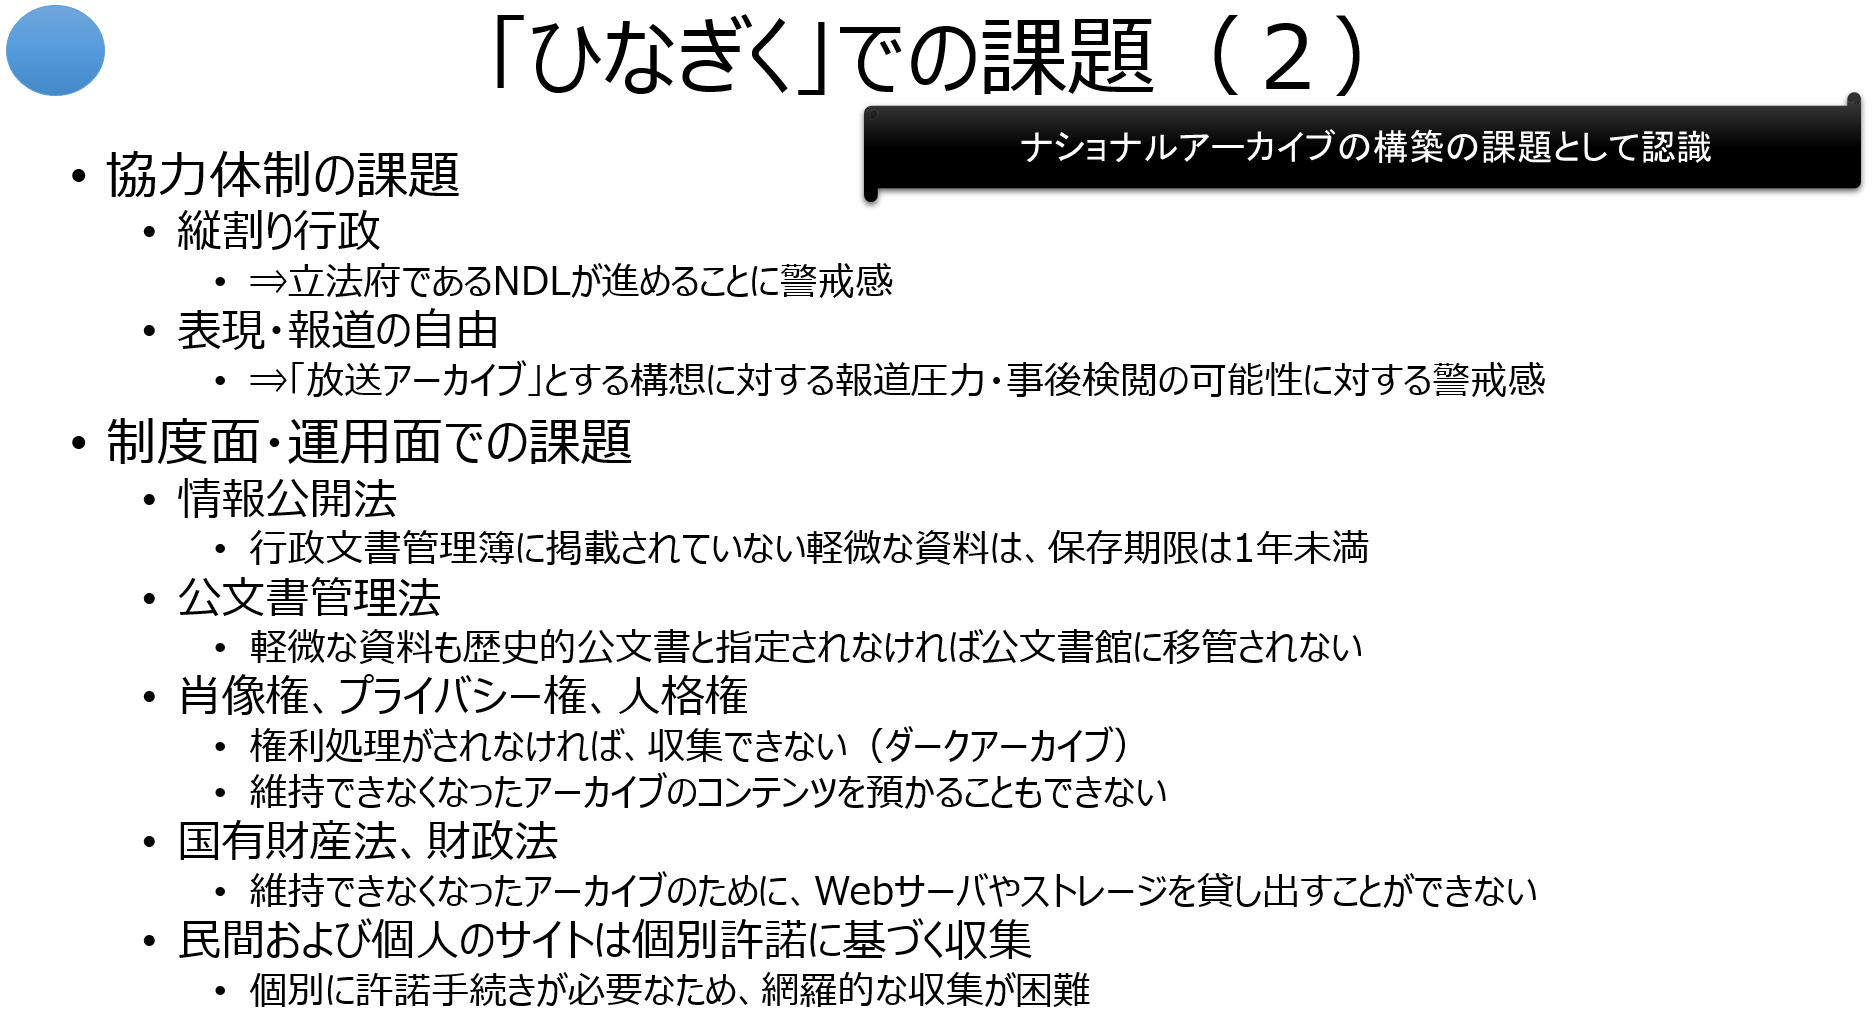 「ひなぎく」での課題（２）
ナショナルアーカイブの構築の課題として認識
• 協力体制の課題
• 縦割り行政
• ⇒立法府であるNDLが進めることに警戒感
• 表現・報道の自由
• ⇒「放送アーカイブ」とする構想に対する報道圧力・事後検閲の可能性に対する警戒感
• 制度面・運用面での課題
• 情報公開法
• 行政文書管理簿に掲載されていない軽微な資料は、保存期限は1年未満
• 公文書管理法
• 軽微な資料も歴史的公文書と指定されなければ公文書館に移管されない
• 肖像権、プライバシー権、人格権
• 権利処理がされなければ、収集できない（ダークアーカイブ）
• 維持できなくなったアーカイブのコンテンツを預かることもできない
• 国有財産法、財政法
• 維持できなくなったアーカイブのために、Webサーバやストレージを貸し出すことができない
• 民間および個人のサイトは個別許諾に基づく収集
• 個別に許諾手続きが必要なため、網羅的な収集が困難